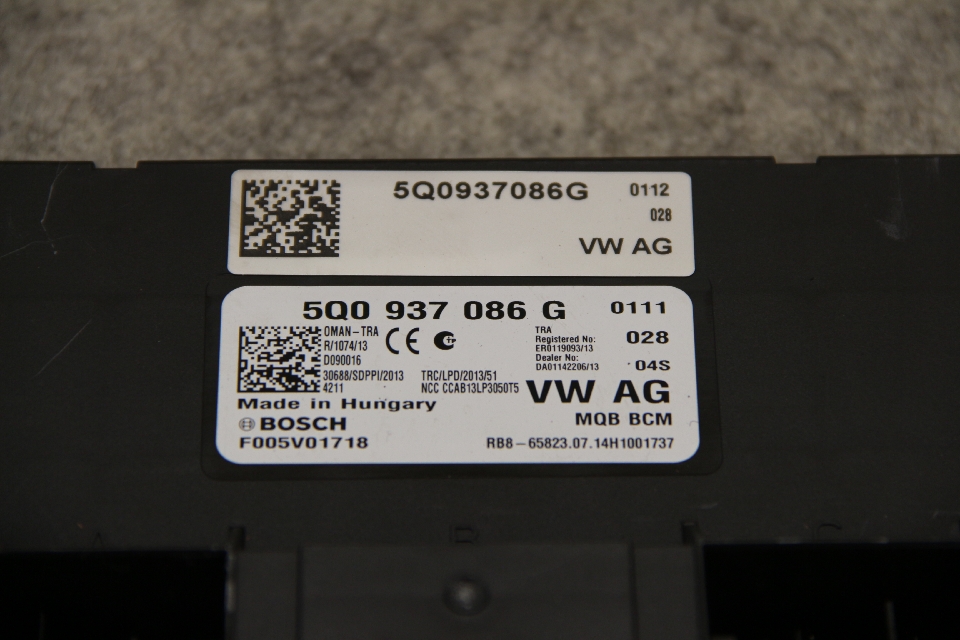 5Q0937086G 0112
028
VW AG
5Q0 937 086 G 0111
OMAN-TRA
R/1074/13
D090016
30688/SDPPI/2013
4211
CE
TRC/LPD/2013/51
NCC CCAB13LP3050T5
TRA
Registered No:
ER0119093/13
Dealer No:
DA01142206/13
028
04S
VW AG
MQB BCM
Made in Hungary
BOSCH
F005V01718
RB8-65823.07.14H1001737